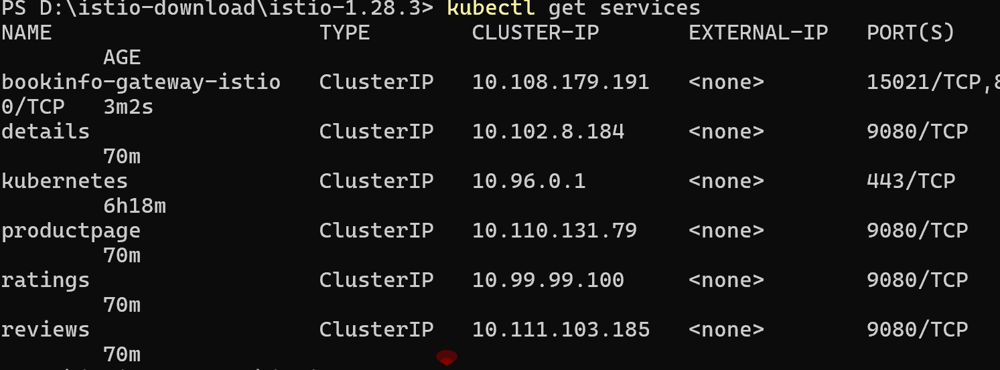 PS D:\istio-download\istio-1.28.3> kubectl get services
NAME TYPE CLUSTER-IP EXTERNAL-IP PORT(S)
AGE
bookinfo-gateway-istio ClusterIP 10.108.179.191 <none> 15021/TCP,8
0/TCP 3m2s
details ClusterIP 10.102.8.184 <none> 9080/TCP
70m
kubernetes ClusterIP 10.96.0.1 <none> 443/TCP
6h18m
productpage ClusterIP 10.110.131.79 <none> 9080/TCP
70m
ratings ClusterIP 10.99.99.100 <none> 9080/TCP
70m
reviews ClusterIP 10.111.103.185 <none> 9080/TCP
70m